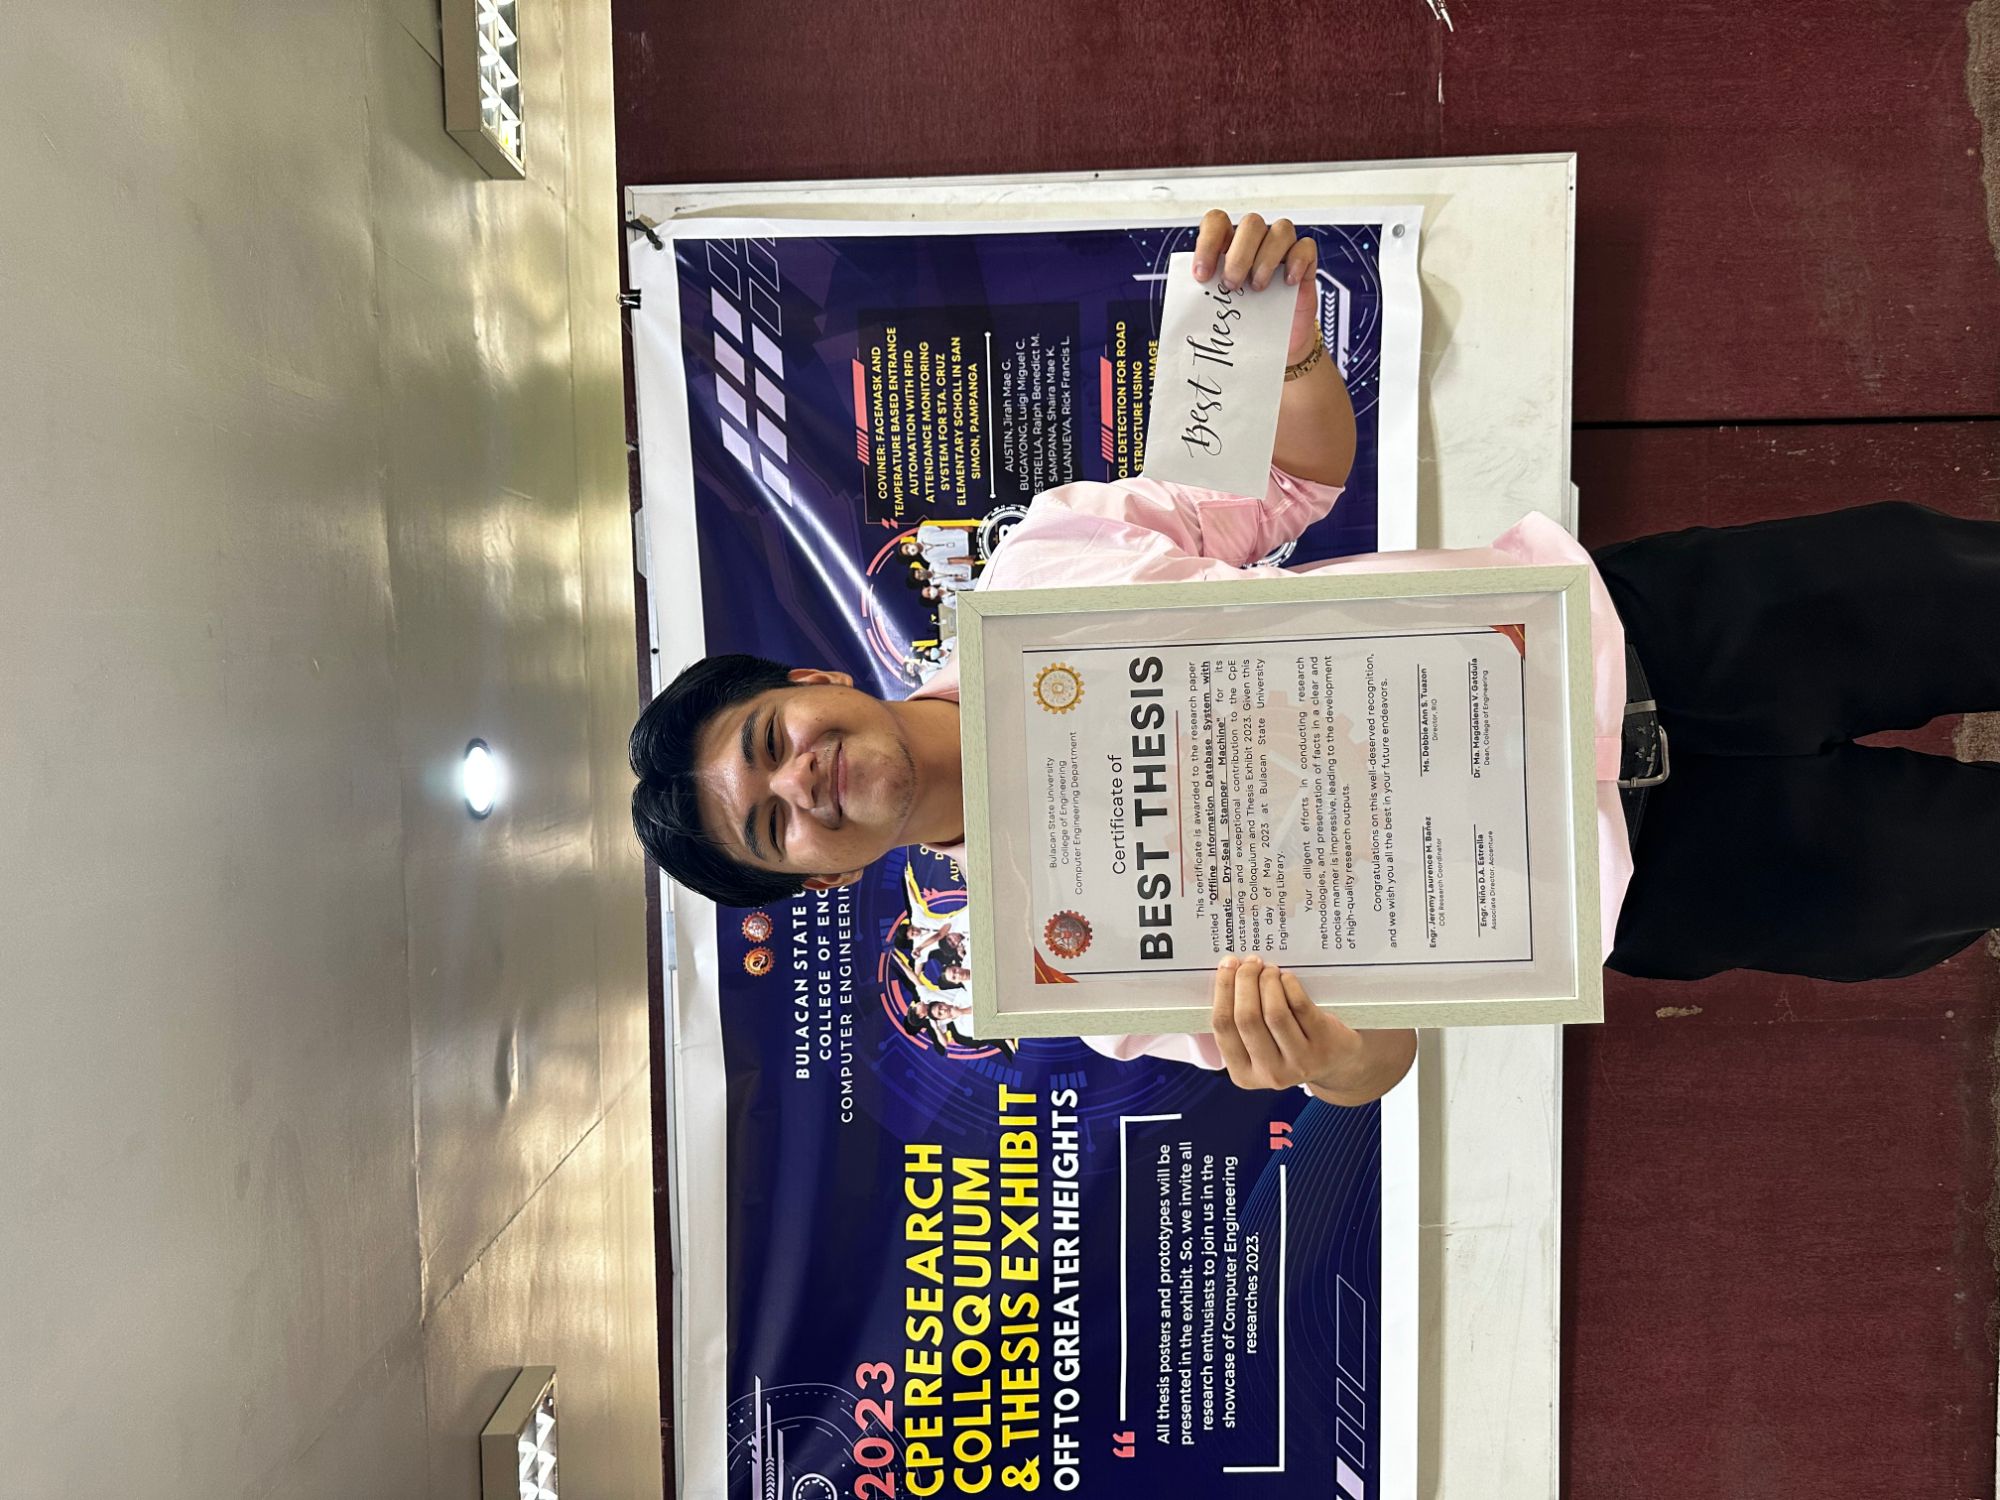 2023
CPE RESEARCH
COLLOQUIUM
& THESIS EXHIBIT
OFF TO GREATER HEIGHTS
“
All thesis posters and prototypes will be
presented in the exhibit. So, we invite all
research enthusiasts to join us in the
showcase of Computer Engineering
researches 2023.
”
BULACAN STATE
COLLEGE OF ENG
COMPUTER ENGINEERING
COVINER: FACEMASK AND
TEMPERATURE BASED ENTRANCE
AUTOMATION WITH RFID
ATTENDANCE MONITORING
SYSTEM FOR STA. CRUZ
ELEMENTARY SCHOLL IN SAN
SIMON, PAMPANGA
AUSTIN, Jirah Mae G.
BUGAYONG, Luigi Miguel C.
ESTRELLA, Ralph Benedict M.
SAMPANA, Shaira Mae K.
ILLANUEVA, Rick Francis L.
OLE DETECTION FOR ROAD
STRUCTURE USING
IMAGE
Best Thesis
Bulacan State University
College of Engineering
Computer Engineering Department
Certificate of
BEST THESIS
This certificate is awarded to the research paper
entitled "Offline Information Database System with
Automatic Dry-Seal Stamper Machine" for its
outstanding and exceptional contribution to the CpE
Research Colloquium and Thesis Exhibit 2023. Given this
9th day of May 2023 at Bulacan State University
Engineering Library.
Your diligent efforts in conducting research
methodologies, and presentation of facts in a clear and
concise manner is impressive, leading to the development
of high-quality research outputs.
Congratulations on this well-deserved recognition,
and we wish you all the best in your future endeavors.
Engr. Jeremy Laurence M. Bañez
COE Research Coordinator
Ms. Debbie Ann S. Tuazon
Director, RIO
Engr. Niño D.A. Estrella
Associate Director, Accenture
Dr. Ma. Magdalena V. Gatdula
Dean, College of Engineering